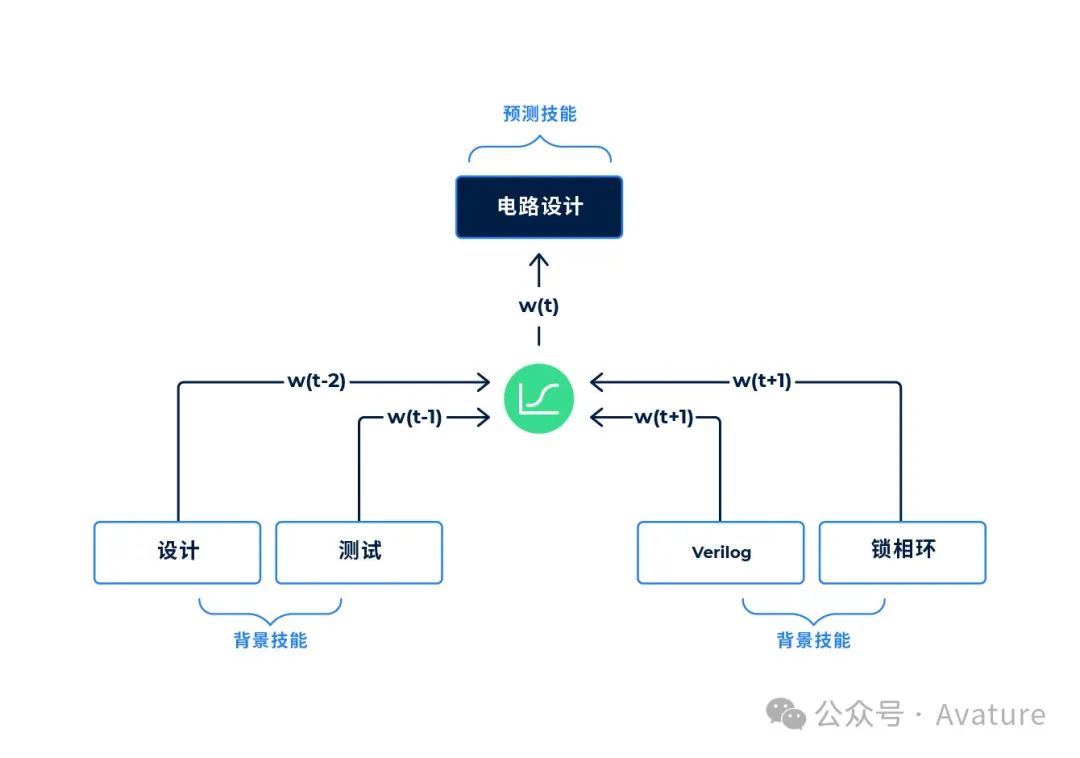 预测技能
电路设计
w(t)
w(t-2)
w(t+1)
w(t-1)
w(t+1)
设计
测试
Verilog
锁相环
背景技能
背景技能
公众号 · Avature